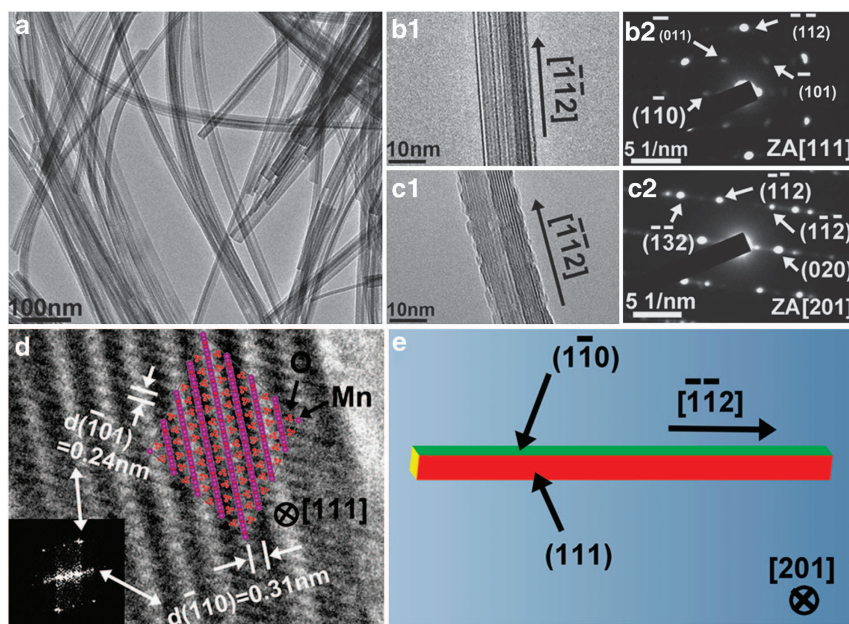 a
100nm
b1
[1̄1̄2]
10nm
b2
(01̄1)
(1̄1̄2)
(1̄01)
(11̄0)
5 1/nm
ZA[111]
c1
[1̄1̄2]
10nm
c2
(1̄1̄2)
(11̄2̄)
(1̄3̄2)
(020)
5 1/nm
ZA[201]
d
O
Mn
d(1̄01)
=0.24nm
[111]
d(1̄10)=0.31nm
e
(11̄0)
[1̄1̄2]
(111)
[201]